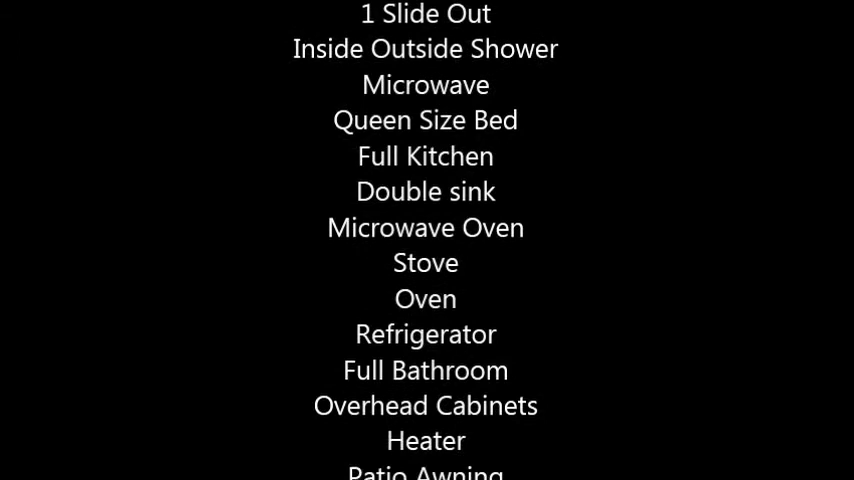 1 Slide Out
Inside Outside Shower
Microwave
Queen Size Bed
Full Kitchen
Double sink
Microwave Oven
Stove
Oven
Refrigerator
Full Bathroom
Overhead Cabinets
Heater
Patio Awning